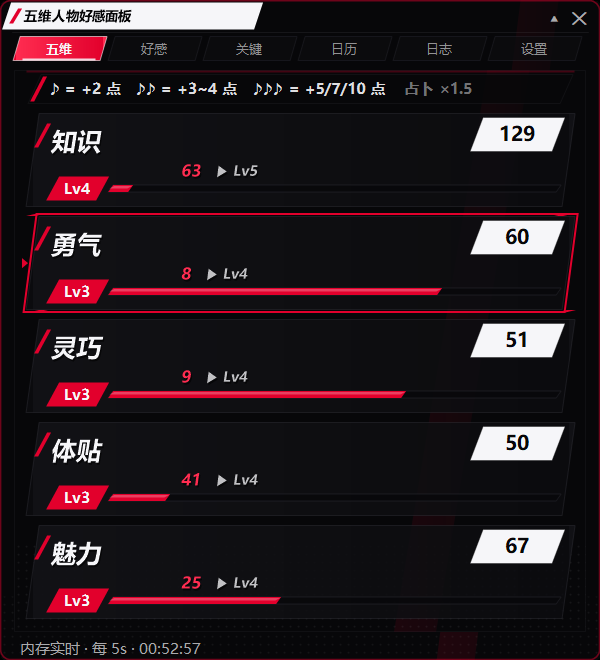 五维人物好感面板
五维 好感 关键 日历 日志 设置
♪ = +2 点 ♪♪ = +3~4 点 ♪♪♪ = +5/7/10 点 占卜 ×1.5
知识 129
63 ▶ Lv5
Lv4
勇气 60
8 ▶ Lv4
Lv3
灵巧 51
9 ▶ Lv4
Lv3
体贴 50
41 ▶ Lv4
Lv3
魅力 67
25 ▶ Lv4
Lv3
内存实时 · 每 5s · 00:52:57